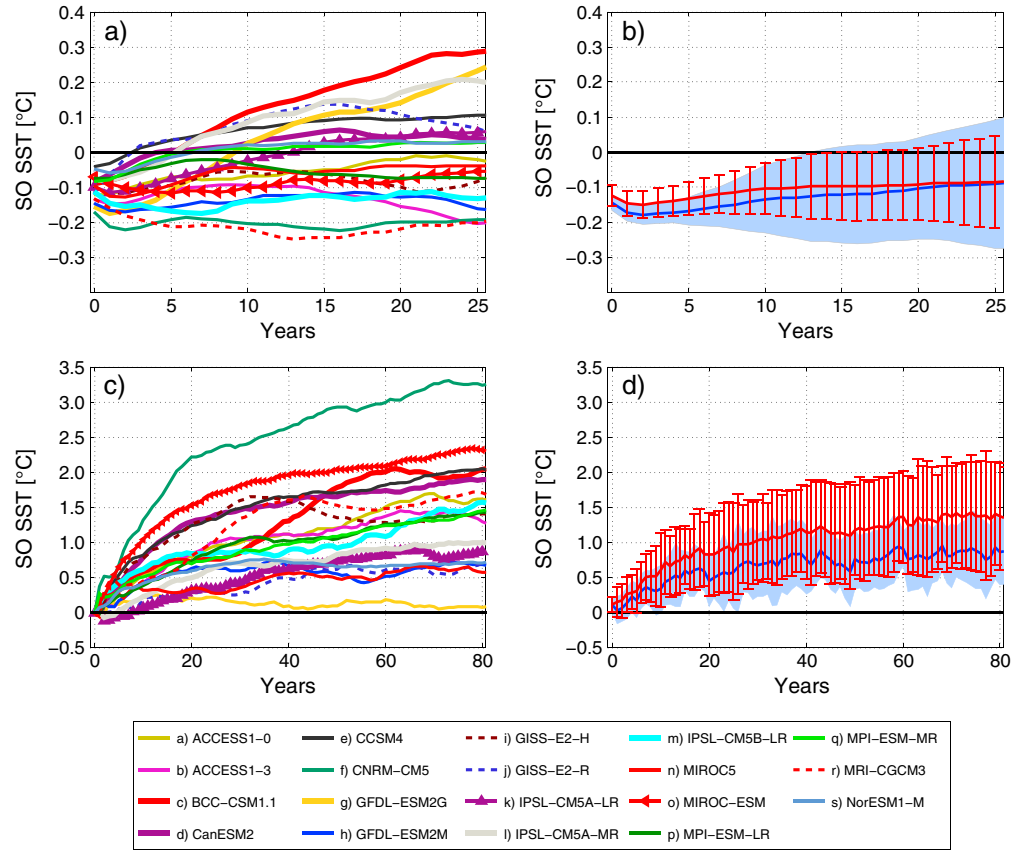 a)
SO SST [°C]
0.4
0.3
0.2
0.1
0
−0.1
−0.2
−0.3
0
5
10
15
20
25
Years
b)
SO SST [°C]
0.4
0.3
0.2
0.1
0
−0.1
−0.2
−0.3
0
5
10
15
20
25
Years
c)
SO SST [°C]
3.5
3.0
2.5
2.0
1.5
1.0
0.5
0
−0.5
0
20
40
60
80
Years
d)
SO SST [°C]
3.5
3.0
2.5
2.0
1.5
1.0
0.5
0
−0.5
0
20
40
60
80
Years
a) ACCESS1−0
b) ACCESS1−3
c) BCC−CSM1.1
d) CanESM2
e) CCSM4
f) CNRM−CM5
g) GFDL−ESM2G
h) GFDL−ESM2M
i) GISS−E2−H
j) GISS−E2−R
k) IPSL−CM5A−LR
l) IPSL−CM5A−MR
m) IPSL−CM5B−LR
n) MIROC5
o) MIROC−ESM
p) MPI−ESM−LR
q) MPI−ESM−MR
r) MRI−CGCM3
s) NorESM1−M